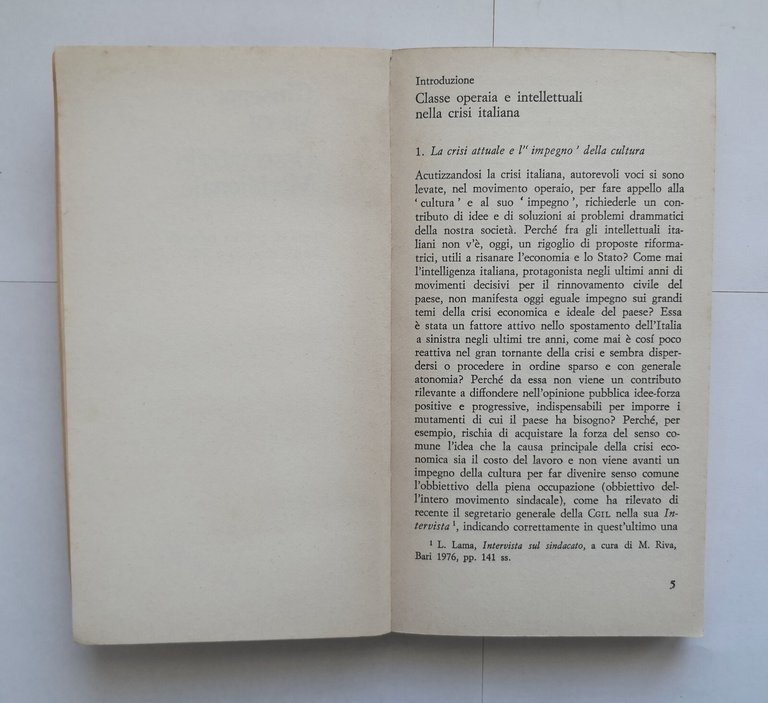 Introduzione
Classe operaia e intellettuali
nella crisi italiana
1. La crisi attuale e l'‘ impegno ’ della cultura
Acutizzandosi la crisi italiana, autorevoli voci si sono
levate, nel movimento operaio, per fare appello alla
‘ cultura ’ e al suo ‘ impegno ’, richiederle un con-
tributo di idee e di soluzioni ai problemi drammatici
della nostra società. Perché fra gli intellettuali ita-
liani non v'è, oggi, un rigoglio di proposte riforma-
trici, utili a risanare l'economia e lo Stato? Come mai
l'intelligenza italiana, protagonista negli ultimi anni di
movimenti decisivi per il rinnovamento civile del
paese, non manifesta oggi eguale impegno sui grandi
temi della crisi economica e ideale del paese? Essa
è stata un fattore attivo nello spostamento dell'Italia
a sinistra negli ultimi tre anni, come mai è cosí poco
reattiva nel gran tornante della crisi e sembra disper-
dersi o procedere in ordine sparso e con generale
atonomia? Perché da essa non viene un contributo
rilevante a diffondere nell'opinione pubblica idee-forza
positive e progressive, indispensabili per imporre i
mutamenti di cui il paese ha bisogno? Perché, per
esempio, rischia di acquistare la forza del senso co-
mune l'idea che la causa principale della crisi eco-
nomica sia il costo del lavoro e non viene avanti un
impegno della cultura per far divenire senso comune
l'obbiettivo della piena occupazione (obbiettivo del-
l'intero movimento sindacale), come ha rilevato di
recente il segretario generale della CGIL nella sua In-
tervista ¹, indicando correttamente in quest'ultimo una
¹ L. Lama, Intervista sul sindacato, a cura di M. Riva,
Bari 1976, pp. 141 ss.
5